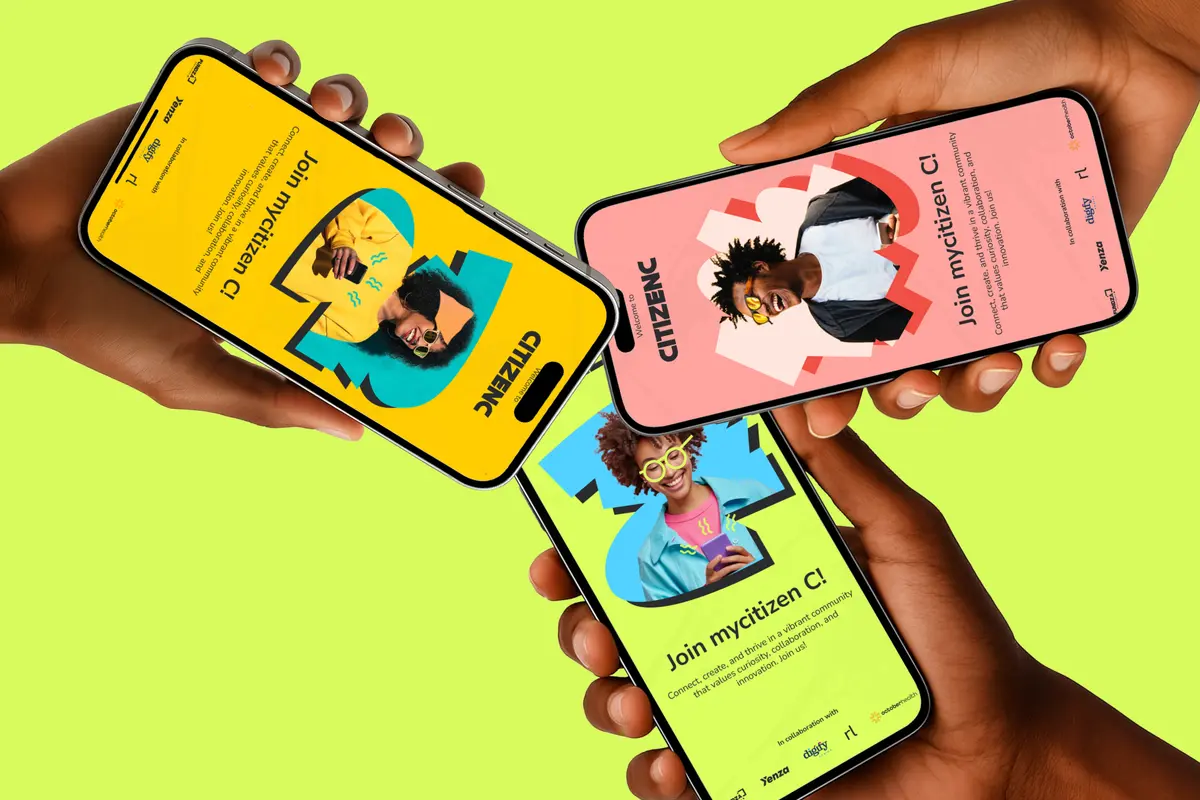 Welcome to
CITIZENC
Join mycitizen C!
Connect, create, and thrive in a vibrant community
that values curiosity, collaboration, and
innovation. Join us!
In collaboration with
Yenza digify rl octoberhealth
Welcome to
CITIZENC
Join mycitizen C!
Connect, create, and thrive in a vibrant community
that values curiosity, collaboration, and
innovation. Join us!
In collaboration with
Yenza digify rl octoberhealth
Join mycitizen C!
Connect, create, and thrive in a vibrant community
that values curiosity, collaboration, and
innovation. Join us!
In collaboration with
Yenza digify rl octoberhealth